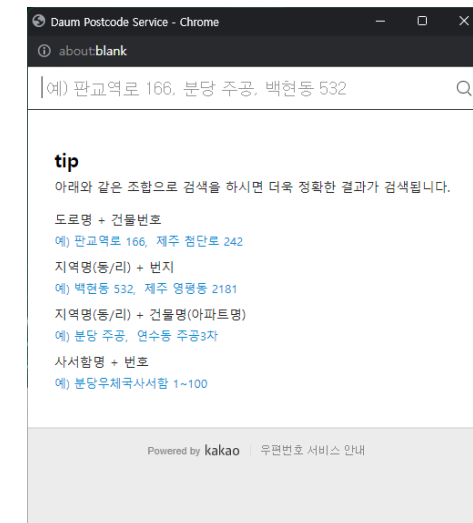 Daum Postcode Service - Chrome
about:blank
예) 판교역로 166, 분당 주공, 백현동 532
tip
아래와 같은 조합으로 검색을 하시면 더욱 정확한 결과가 검색됩니다.
도로명 + 건물번호
예) 판교역로 166, 제주 첨단로 242
지역명(동/리) + 번지
예) 백현동 532, 제주 영평동 2181
지역명(동/리) + 건물명(아파트명)
예) 분당 주공, 연수동 주공3차
사서함명 + 번호
예) 분당우체국사서함 1~100
Powered by kakao 우편번호 서비스 안내